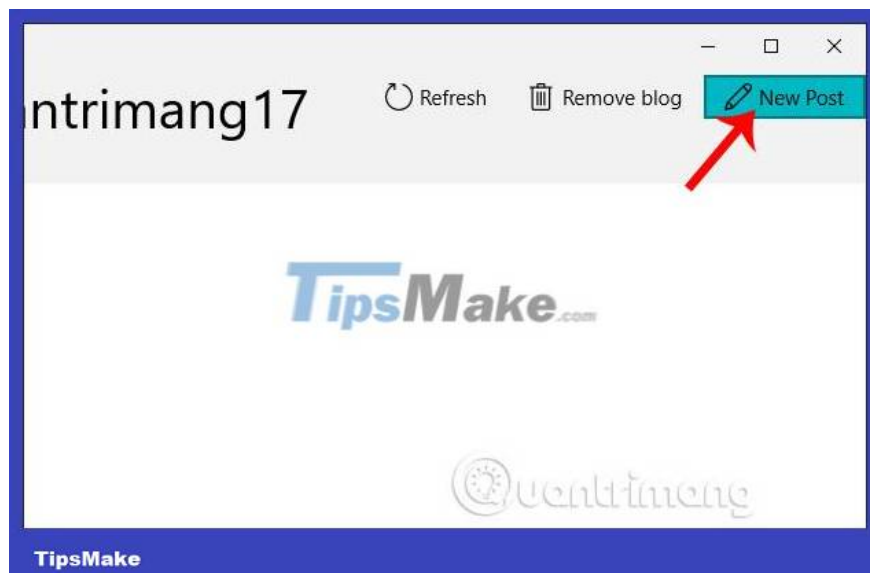 ntrimang17
Refresh
Remove blog
New Post
TipsMake.com
Quantrimang
TipsMake